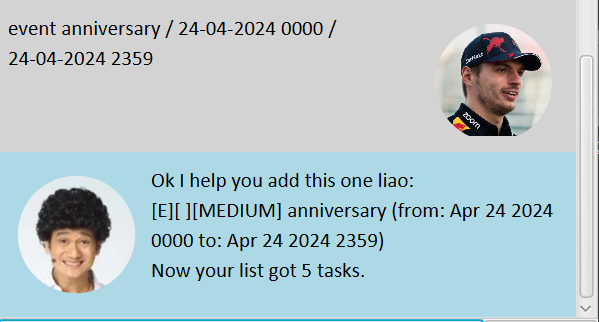 event anniversary / 24-04-2024 0000 /
24-04-2024 2359
zoom
Ok I help you add this one liao:
[E][ ][MEDIUM] anniversary (from: Apr 24 2024
0000 to: Apr 24 2024 2359)
Now your list got 5 tasks.